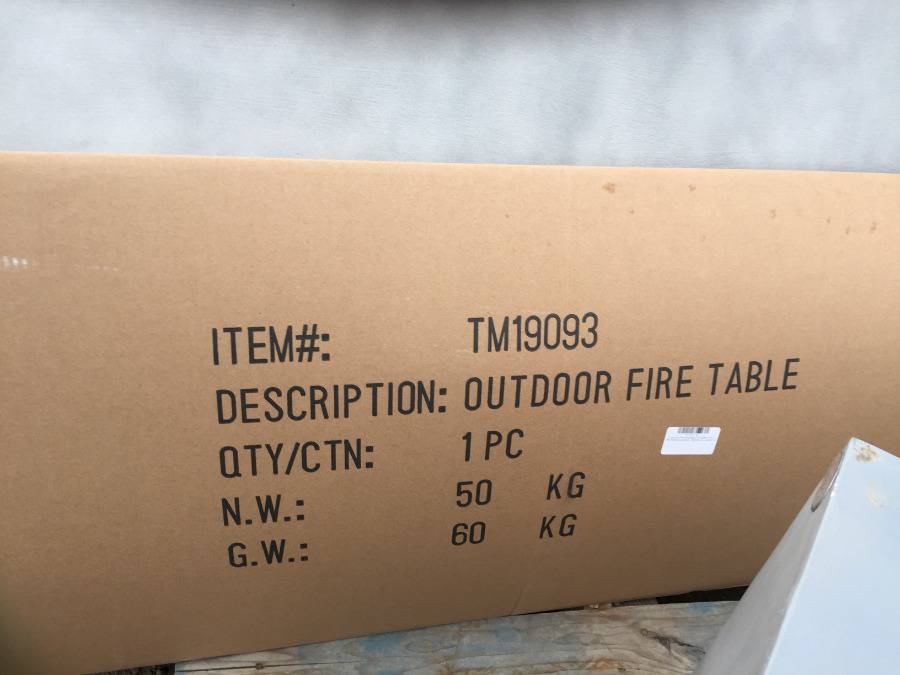 ITEM#: TM19093
DESCRIPTION: OUTDOOR FIRE TABLE
QTY/CTN: 1 PC
N.W.: 50 KG
G.W.: 60 KG